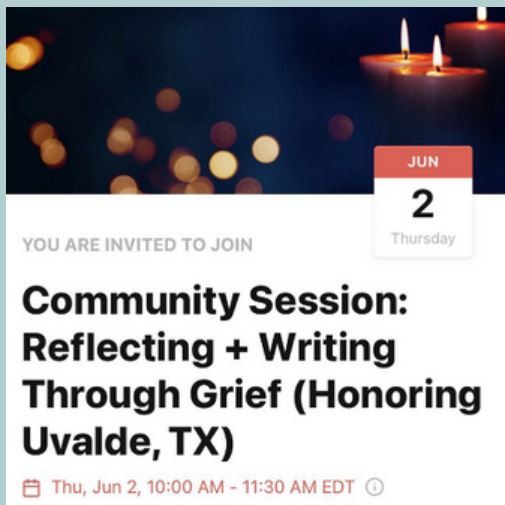 JUN
2
Thursday
YOU ARE INVITED TO JOIN
Community Session:
Reflecting + Writing
Through Grief (Honoring
Uvalde, TX)
Thu, Jun 2, 10:00 AM - 11:30 AM EDT